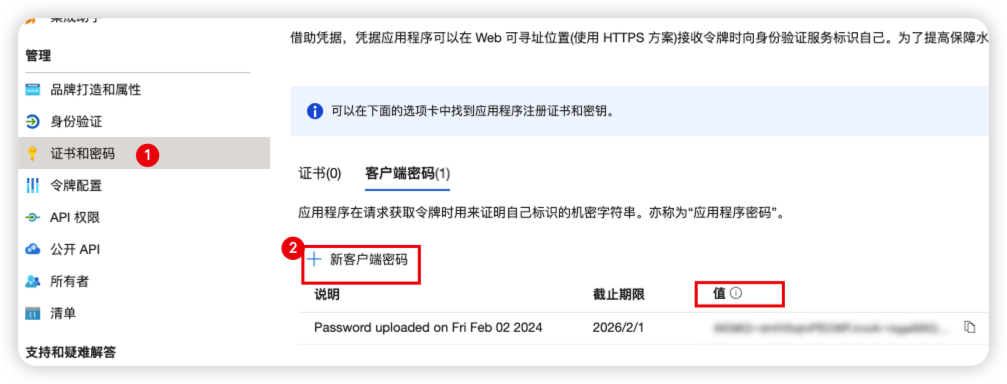 集成助手
管理
品牌打造和属性
身份验证
证书和密码
1
令牌配置
API 权限
公开 API
所有者
清单
支持和疑难解答
借助凭据，凭据应用程序可以在 Web 可寻址位置(使用 HTTPS 方案)接收令牌时向身份验证服务标识自己。为了提高保障水
可以在下面的选项卡中找到应用程序注册证书和密钥。
证书(0) 客户端密码(1)
应用程序在请求获取令牌时用来证明自己标识的机密字符串。亦称为“应用程序密码”。
2
新客户端密码
说明 截止期限 值
Password uploaded on Fri Feb 02 2024 2026/2/1